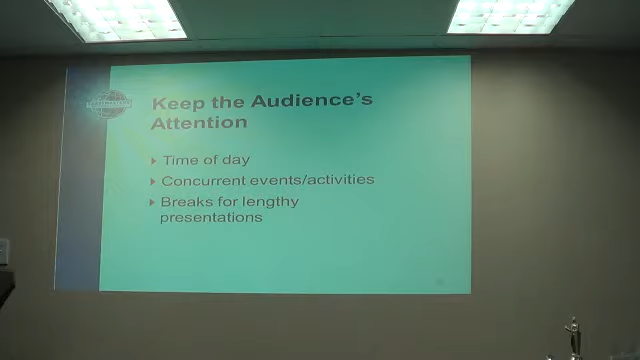 Keep the Audience's
Attention
Time of day
Concurrent events/activities
Breaks for lengthy
presentations